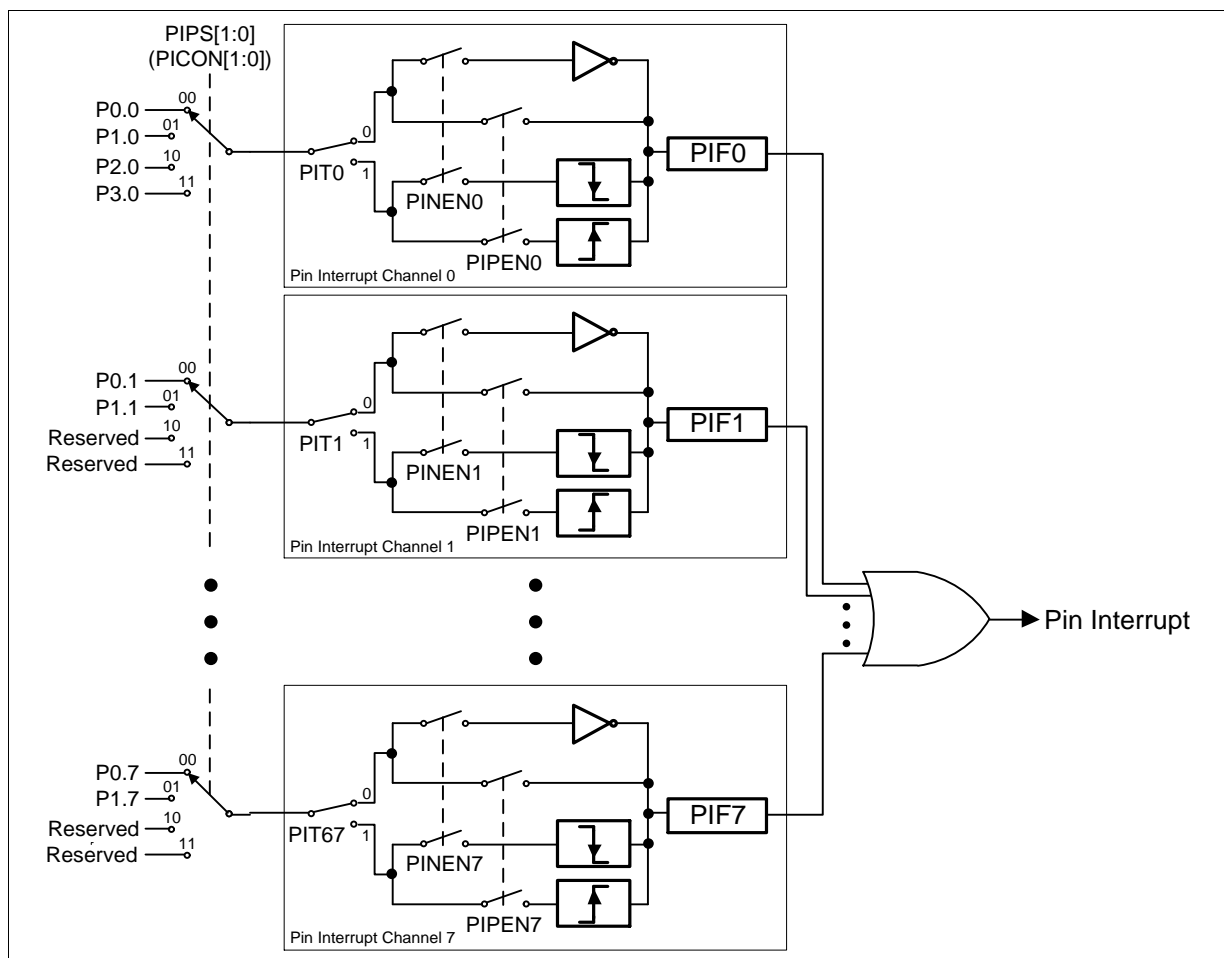 PIPS[1:0]
(PICON[1:0])
P0.0
00
P1.0
01
P2.0
10
P3.0
11
PIT0
0
1
PINEN0
PIPEN0
PIF0
Pin Interrupt Channel 0
P0.1
00
P1.1
01
Reserved
10
Reserved
11
PIT1
0
1
PINEN1
PIPEN1
PIF1
Pin Interrupt Channel 1
Pin Interrupt
P0.7
00
P1.7
01
Reserved
10
Reserved
11
PIT67
0
1
PINEN7
PIPEN7
PIF7
Pin Interrupt Channel 7